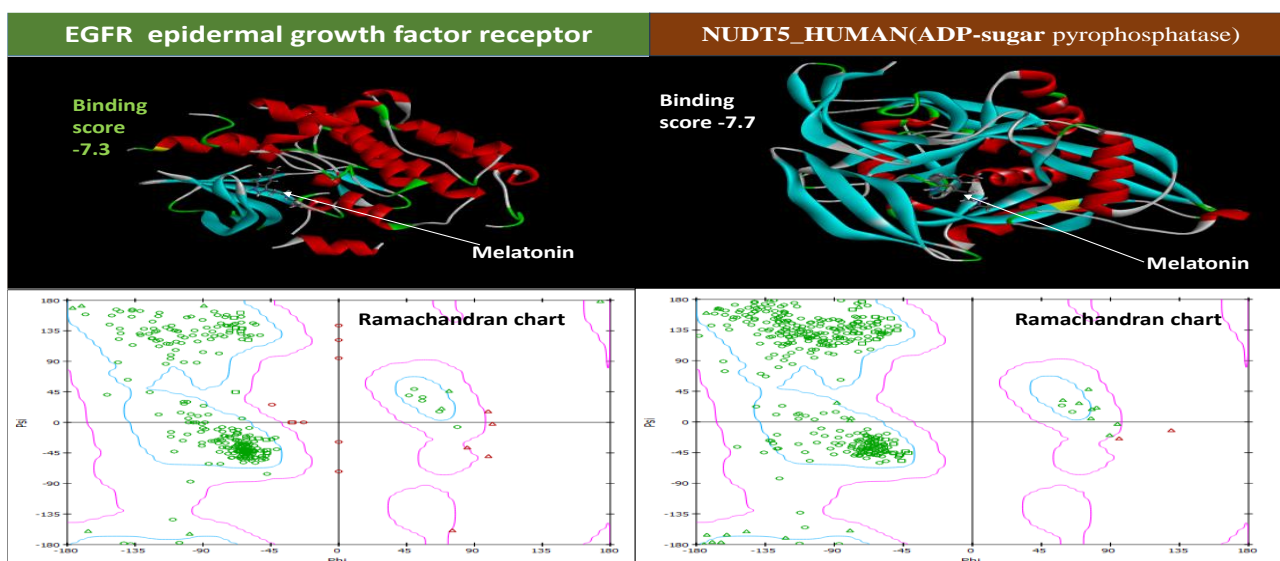 EGFR epidermal growth factor receptor
NUDT5_HUMAN(ADP-sugar pyrophosphatase)
Binding
score
-7.3
Melatonin
Binding
score -7.7
Melatonin
Ramachandran chart
180
135
90
45
0
-45
-90
-135
-180
Psi
-180
-135
-90
-45
0
45
90
135
180
Phi
Ramachandran chart
180
135
90
45
0
-45
-90
-135
-180
Psi
-180
-135
-90
-45
0
45
90
135
180
Phi